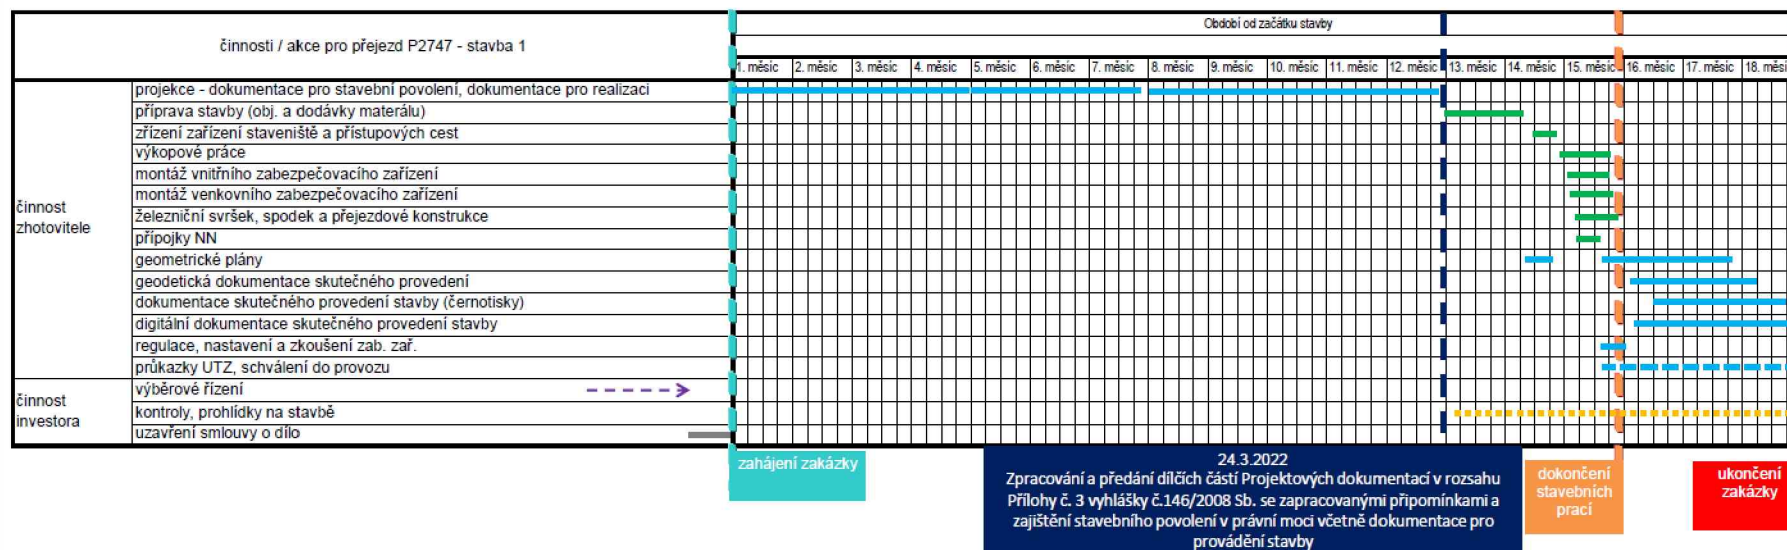 Období od začátku stavby
činnosti / akce pro přejezd P2747 - stavba 1
1. měsíc 2. měsíc 3. měsíc 4. měsíc 5. měsíc 6. měsíc 7. měsíc 8. měsíc 9. měsíc 10. měsíc 11. měsíc 12. měsíc 13. měsíc 14. měsíc 15. měsíc 16. měsíc 17. měsíc 18. měsí
projekce - dokumentace pro stavební povolení, dokumentace pro realizaci
příprava stavby (obj. a dodávky materálu)
zřízení zařízení staveniště a přístupových cest
výkopové práce
montáž vnitřního zabezpečovacího zařízení
montáž venkovního zabezpečovacího zařízení
činnost
zhotovitele
železniční svršek, spodek a přejezdové konstrukce
přípojky NN
geometrické plány
geodetická dokumentace skutečného provedení
dokumentace skutečného provedení stavby (černotisky)
digitální dokumentace skutečného provedení stavby
regulace, nastavení a zkoušení zab. zař.
průkazky UTZ, schválení do provozu
činnost
investora
výběrové řízení
kontroly, prohlídky na stavbě
uzavření smlouvy o dílo
zahájení zakázky
24.3.2022
Zpracování a předání dílčích částí Projektových dokumentací v rozsahu
Přílohy č. 3 vyhlášky č.146/2008 Sb. se zapracovanými připomínkami a
zajištění stavebního povolení v právní moci včetně dokumentace pro
provádění stavby
dokončení
stavebních
prací
ukončení
zakázky